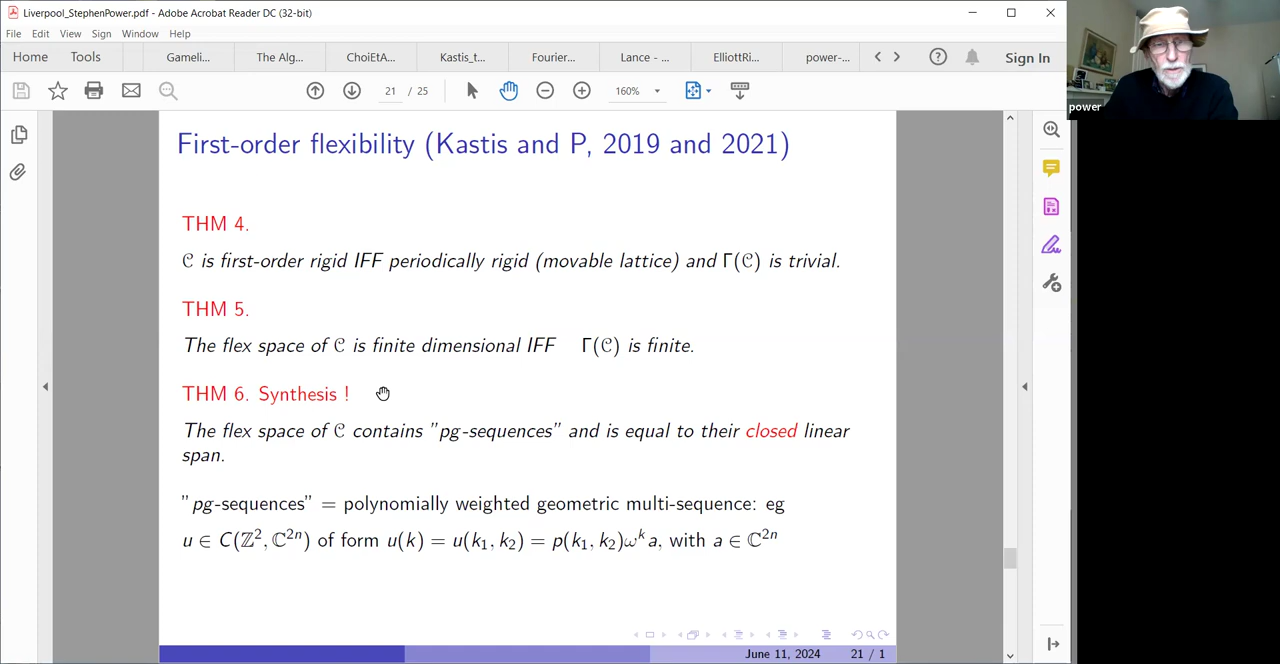 Liverpool_StephenPower.pdf - Adobe Acrobat Reader DC (32-bit)
File Edit View Sign Window Help
Home Tools Gameli... The Alg... ChoiEtA... Kastis_t... Fourier... Lance - ... ElliottRi... power-... Sign In
21 / 25 160%
power
First-order flexibility (Kastis and P, 2019 and 2021)
THM 4.
𝒞 is first-order rigid IFF periodically rigid (movable lattice) and Γ(𝒞) is trivial.
THM 5.
The flex space of 𝒞 is finite dimensional IFF Γ(𝒞) is finite.
THM 6. Synthesis !
The flex space of 𝒞 contains "pg-sequences" and is equal to their closed linear
span.
"pg-sequences" = polynomially weighted geometric multi-sequence: eg
u ∈ C(ℤ², ℂ²ⁿ) of form u(k) = u(k₁, k₂) = p(k₁, k₂)ωᵏa, with a ∈ ℂ²ⁿ
June 11, 2024 21 / 1